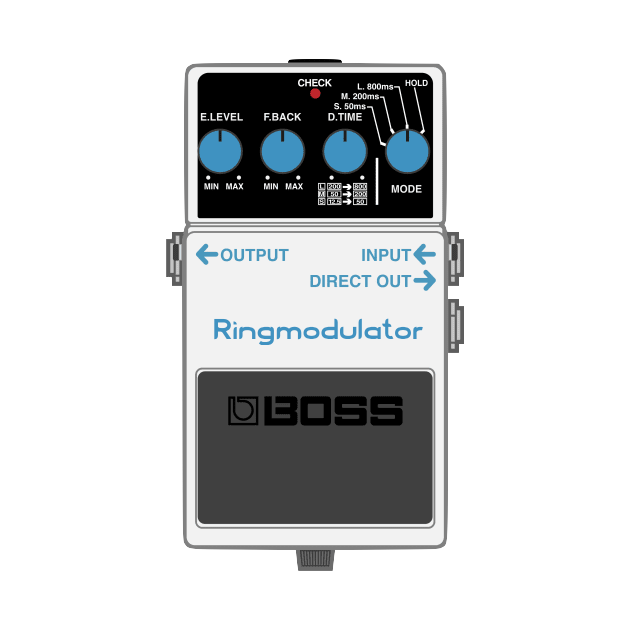 CHECK
HOLD
L. 800ms
M. 200ms
S. 50ms
E.LEVEL F.BACK D.TIME
MIN MAX MIN MAX
L 200 800
M 50 200
S 12.5 50
MODE
OUTPUT INPUT
DIRECT OUT
Ringmodulator
BOSS